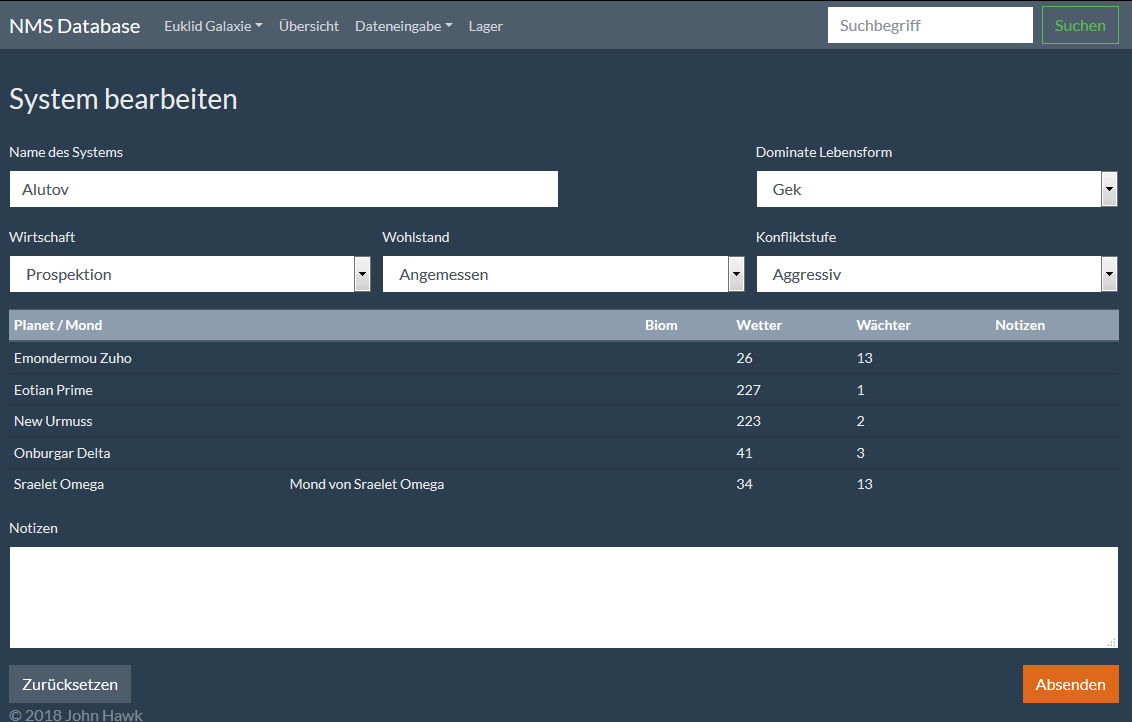 NMS Database Euklid Galaxie Übersicht Dateneingabe Lager Suchbegriff Suchen
System bearbeiten
Name des Systems Dominate Lebensform
Alutov Gek
Wirtschaft Wohlstand Konfliktstufe
Prospektion Angemessen Aggressiv
Planet / Mond Biom Wetter Wächter Notizen
Emondermou Zuho 26 13
Eotian Prime 227 1
New Urmuss 223 2
Onburgar Delta 41 3
Sraelet Omega Mond von Sraelet Omega 34 13
Notizen
Zurücksetzen Absenden
© 2018 John Hawk